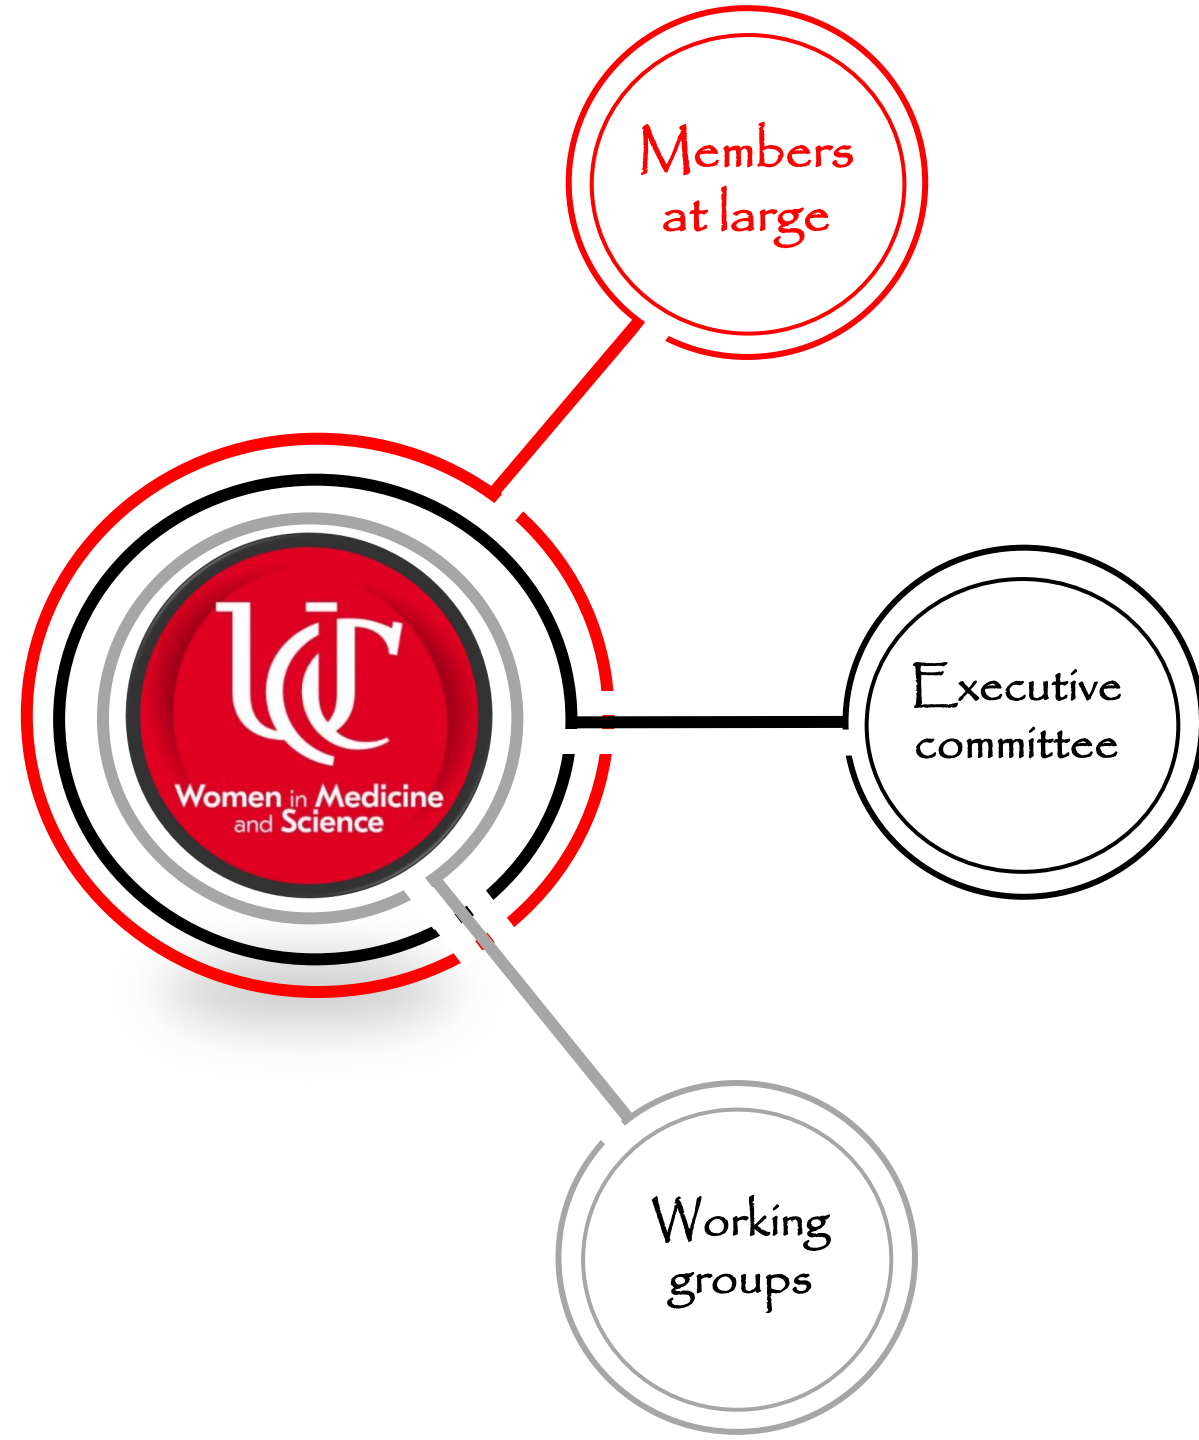 Members
at large
UC
Women in Medicine
and Science
Executive
committee
Working
groups